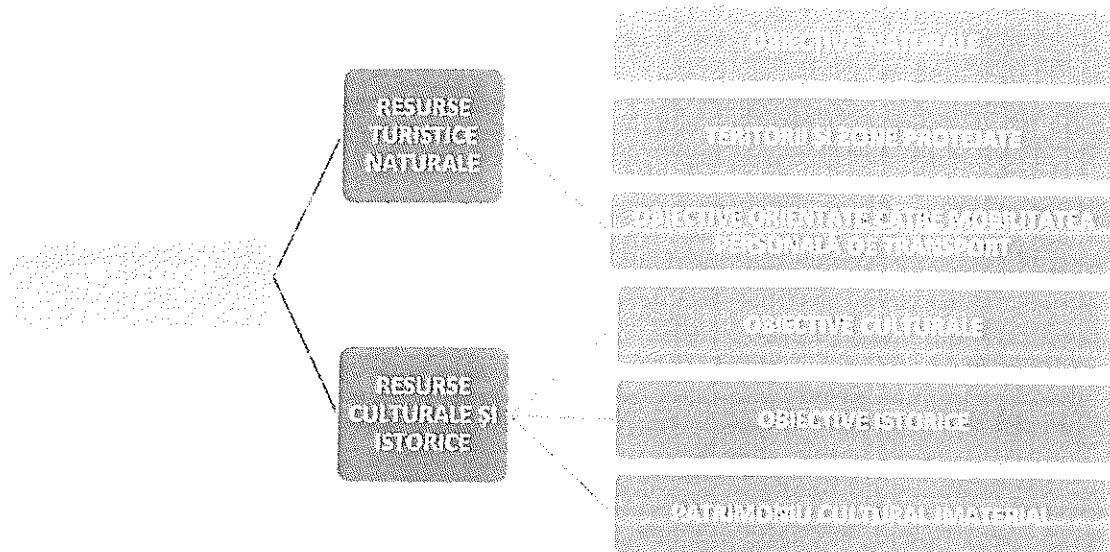 OBIECTIVE NATURALE
RESURSE
TURISTICE
NATURALE
TERITORII ȘI ZONE PROTEJATE
OBIECTIVE ORIENTATE CĂTRE MOBILITATEA
PERSONALĂ DE TRANSPORT
OBIECTIVE CULTURALE
RESURSE
CULTURALE ȘI
ISTORICE
OBIECTIVE ISTORICE
PATRIMONIU CULTURAL IMATERIAL